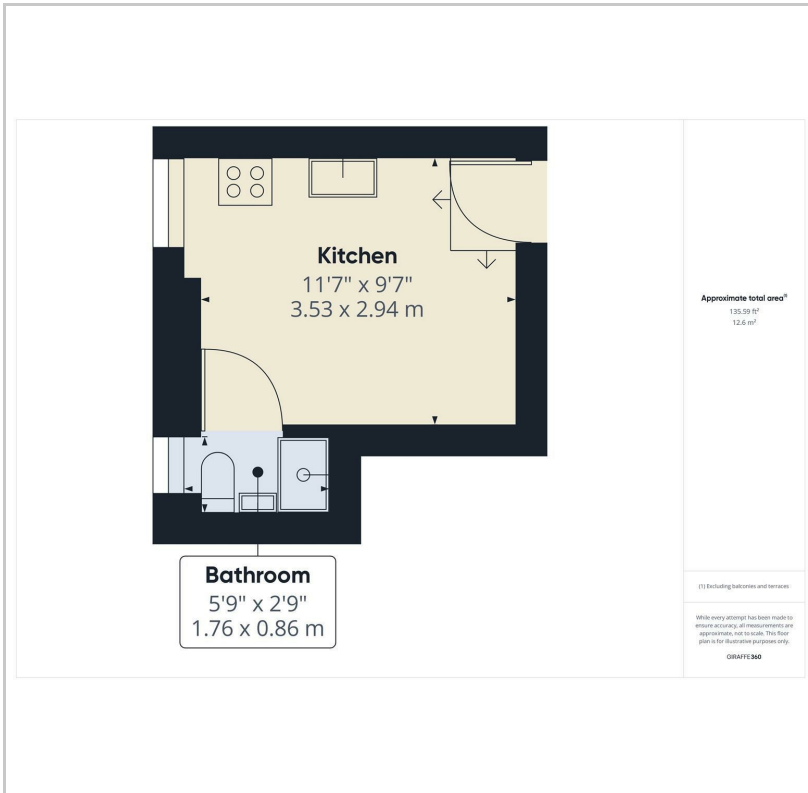 Kitchen
11'7" x 9'7"
3.53 x 2.94 m
Bathroom
5'9" x 2'9"
1.76 x 0.86 m
Approximate total area⁽¹⁾
135.59 ft²
12.6 m²
(1) Excluding balconies and terraces
While every attempt has been made to
ensure accuracy, all measurements are
approximate, not to scale. This floor
plan is for illustrative purposes only.
GIRAFFE360